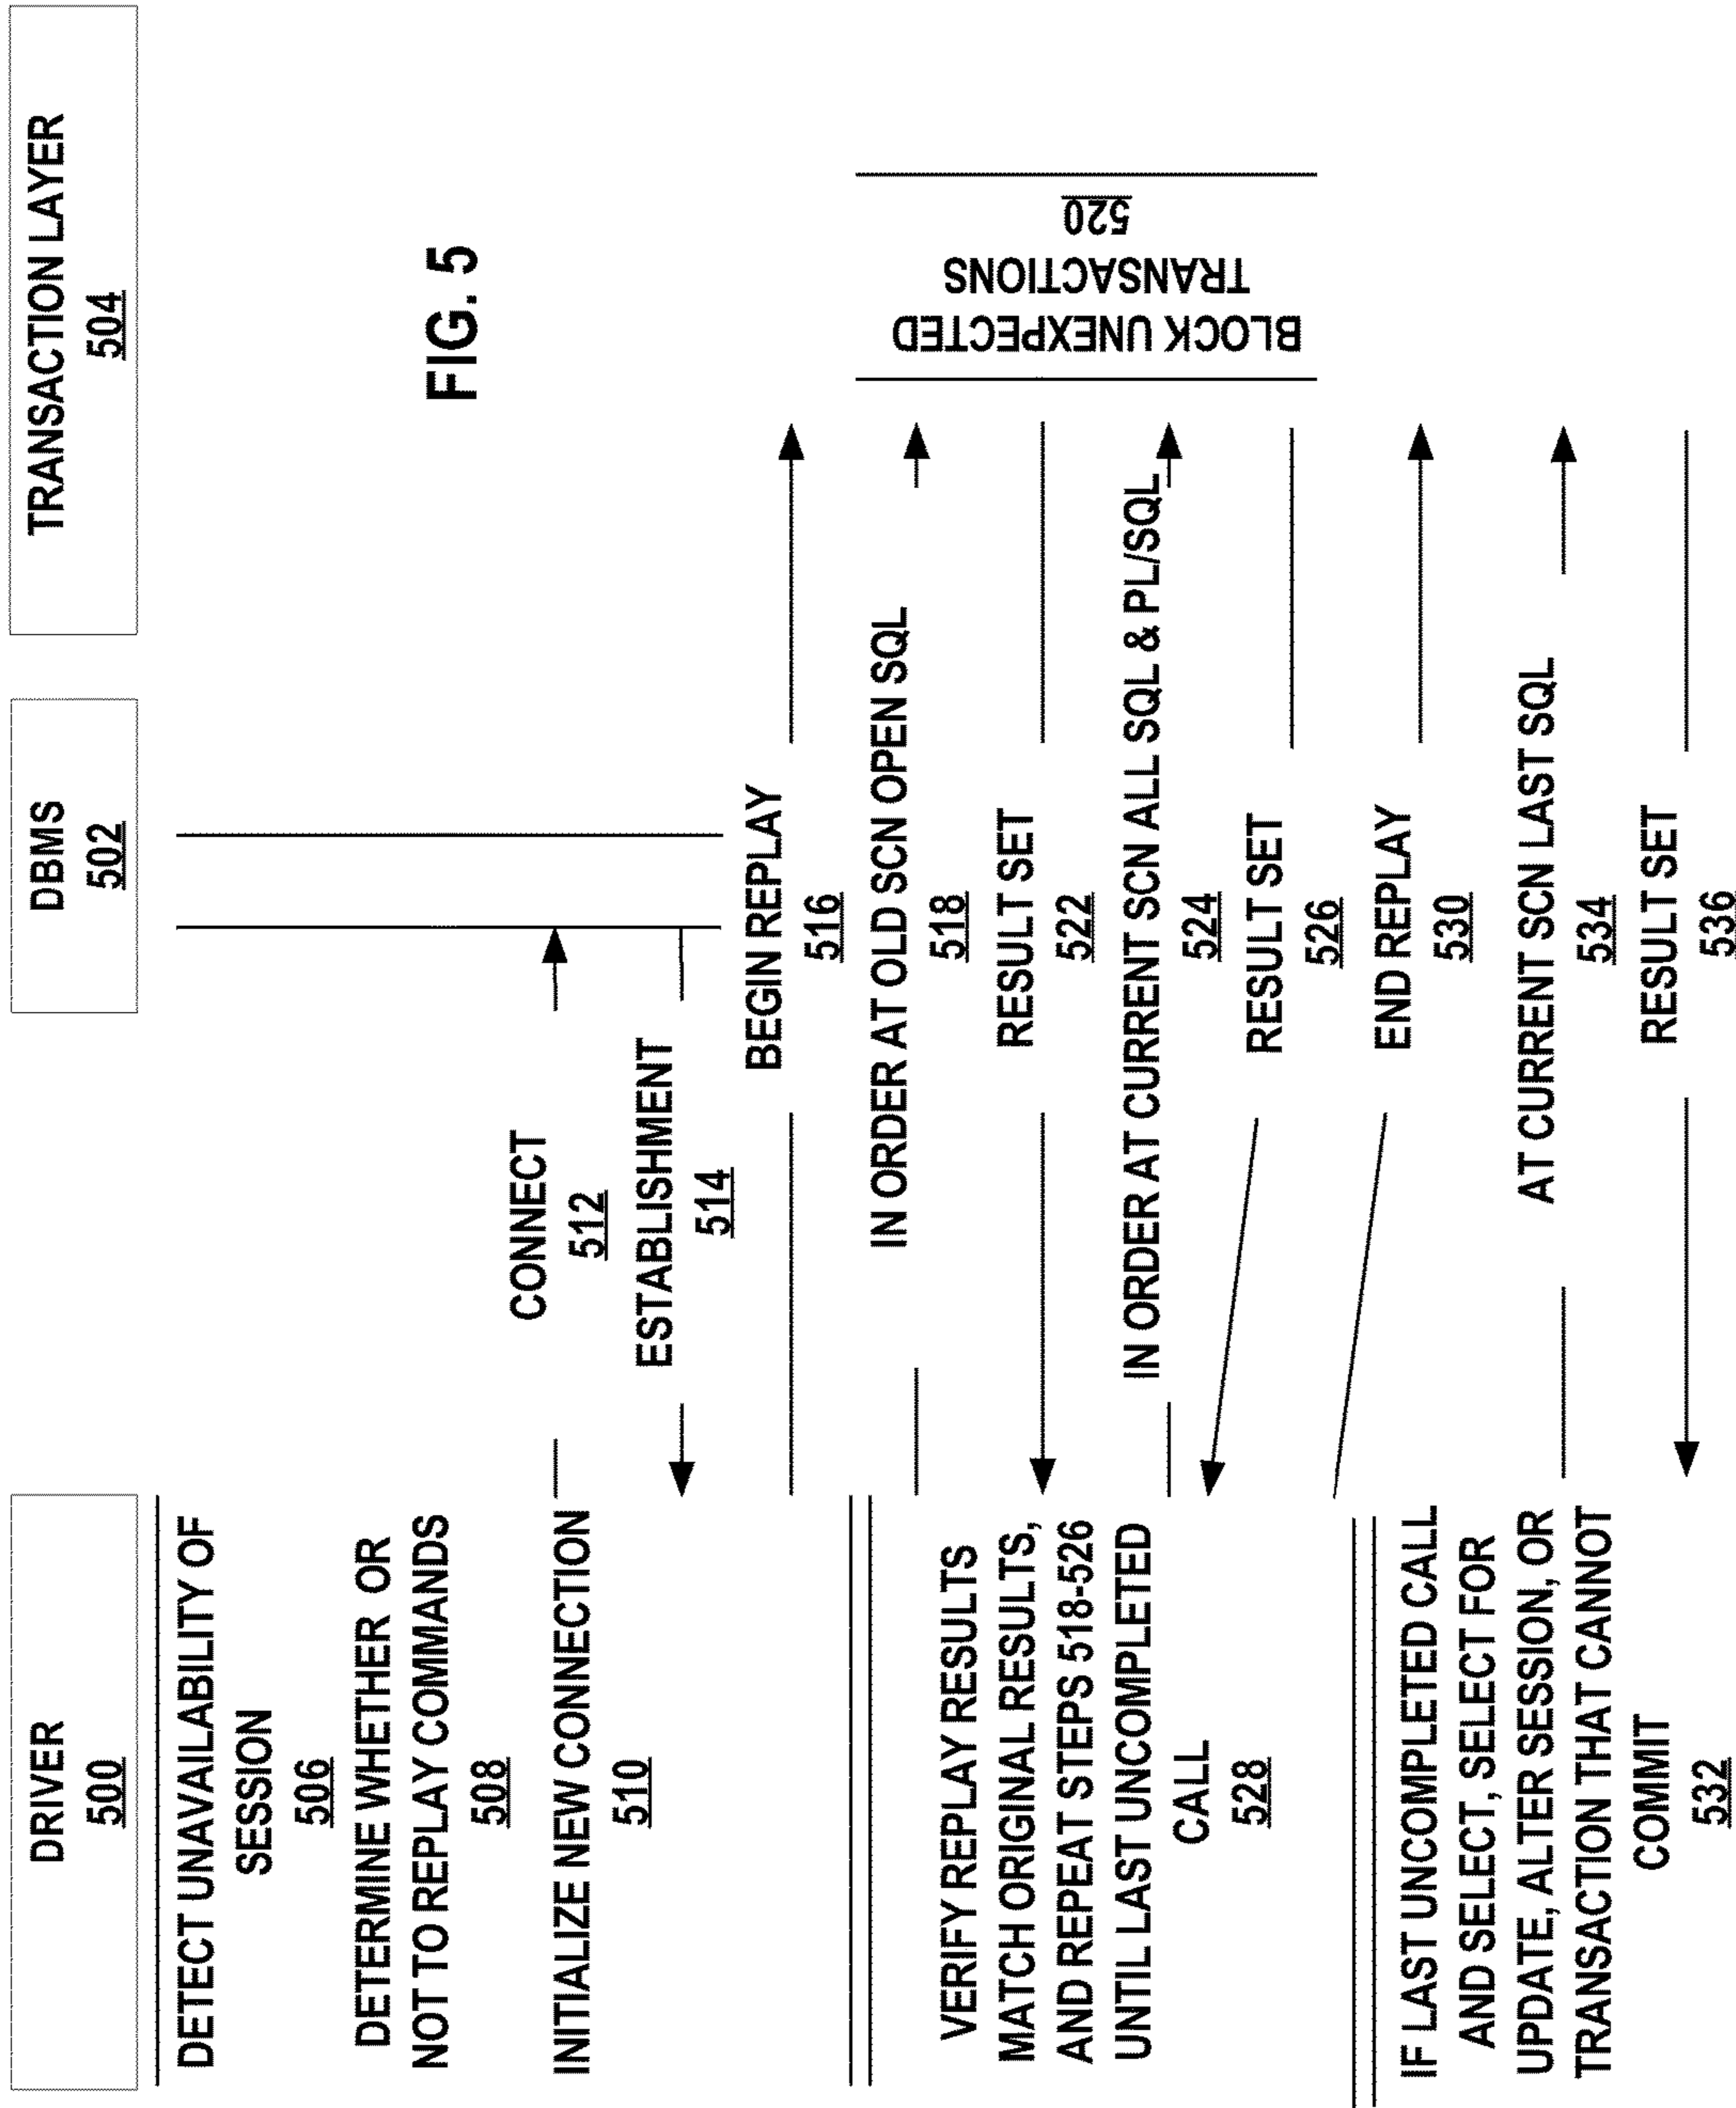 DRIVER
500
DBMS
502
TRANSACTION LAYER
504
DETECT UNAVAILABILITY OF
SESSION
506
DETERMINE WHETHER OR
NOT TO REPLAY COMMANDS
508
INITIALIZE NEW CONNECTION
510
CONNECT
512
ESTABLISHMENT
514
FIG. 5
BEGIN REPLAY
516
IN ORDER AT OLD SCN OPEN SQL
518
BLOCK UNEXPECTED
TRANSACTIONS
520
RESULT SET
522
IN ORDER AT CURRENT SCN ALL SQL & PL/SQL
524
RESULT SET
526
VERIFY REPLAY RESULTS
MATCH ORIGINAL RESULTS,
AND REPEAT STEPS 518-526
UNTIL LAST UNCOMPLETED
CALL
528
END REPLAY
530
IF LAST UNCOMPLETED CALL
AND SELECT, SELECT FOR
UPDATE, ALTER SESSION, OR
TRANSACTION THAT CANNOT
COMMIT
532
AT CURRENT SCN LAST SQL
534
RESULT SET
536